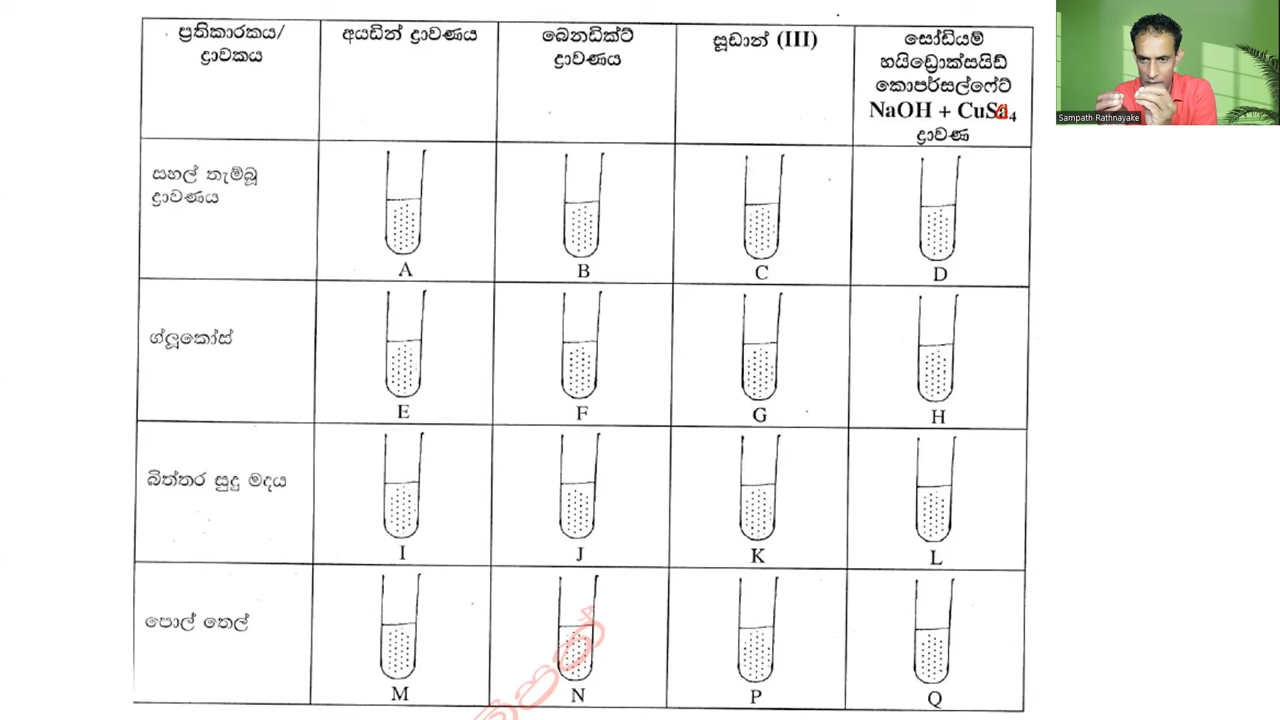 ප්‍රතිකාරකය/
ද්‍රාවකය
අයඩින් ද්‍රාවණය
බෙනඩික්ට්
ද්‍රාවණය
සූඩාන් (III)
සෝඩියම්
හයිඩ්‍රොක්සයිඩ්
කොපර්සල්ෆේට්
NaOH + CuSO4
ද්‍රාවණ
Sampath Rathnayake
සහල් තැම්බූ
ද්‍රාවණය
A
B
C
D
ග්ලූකෝස්
E
F
G
H
බිත්තර සුදු මදය
I
J
K
L
පොල් තෙල්
M
N
P
Q